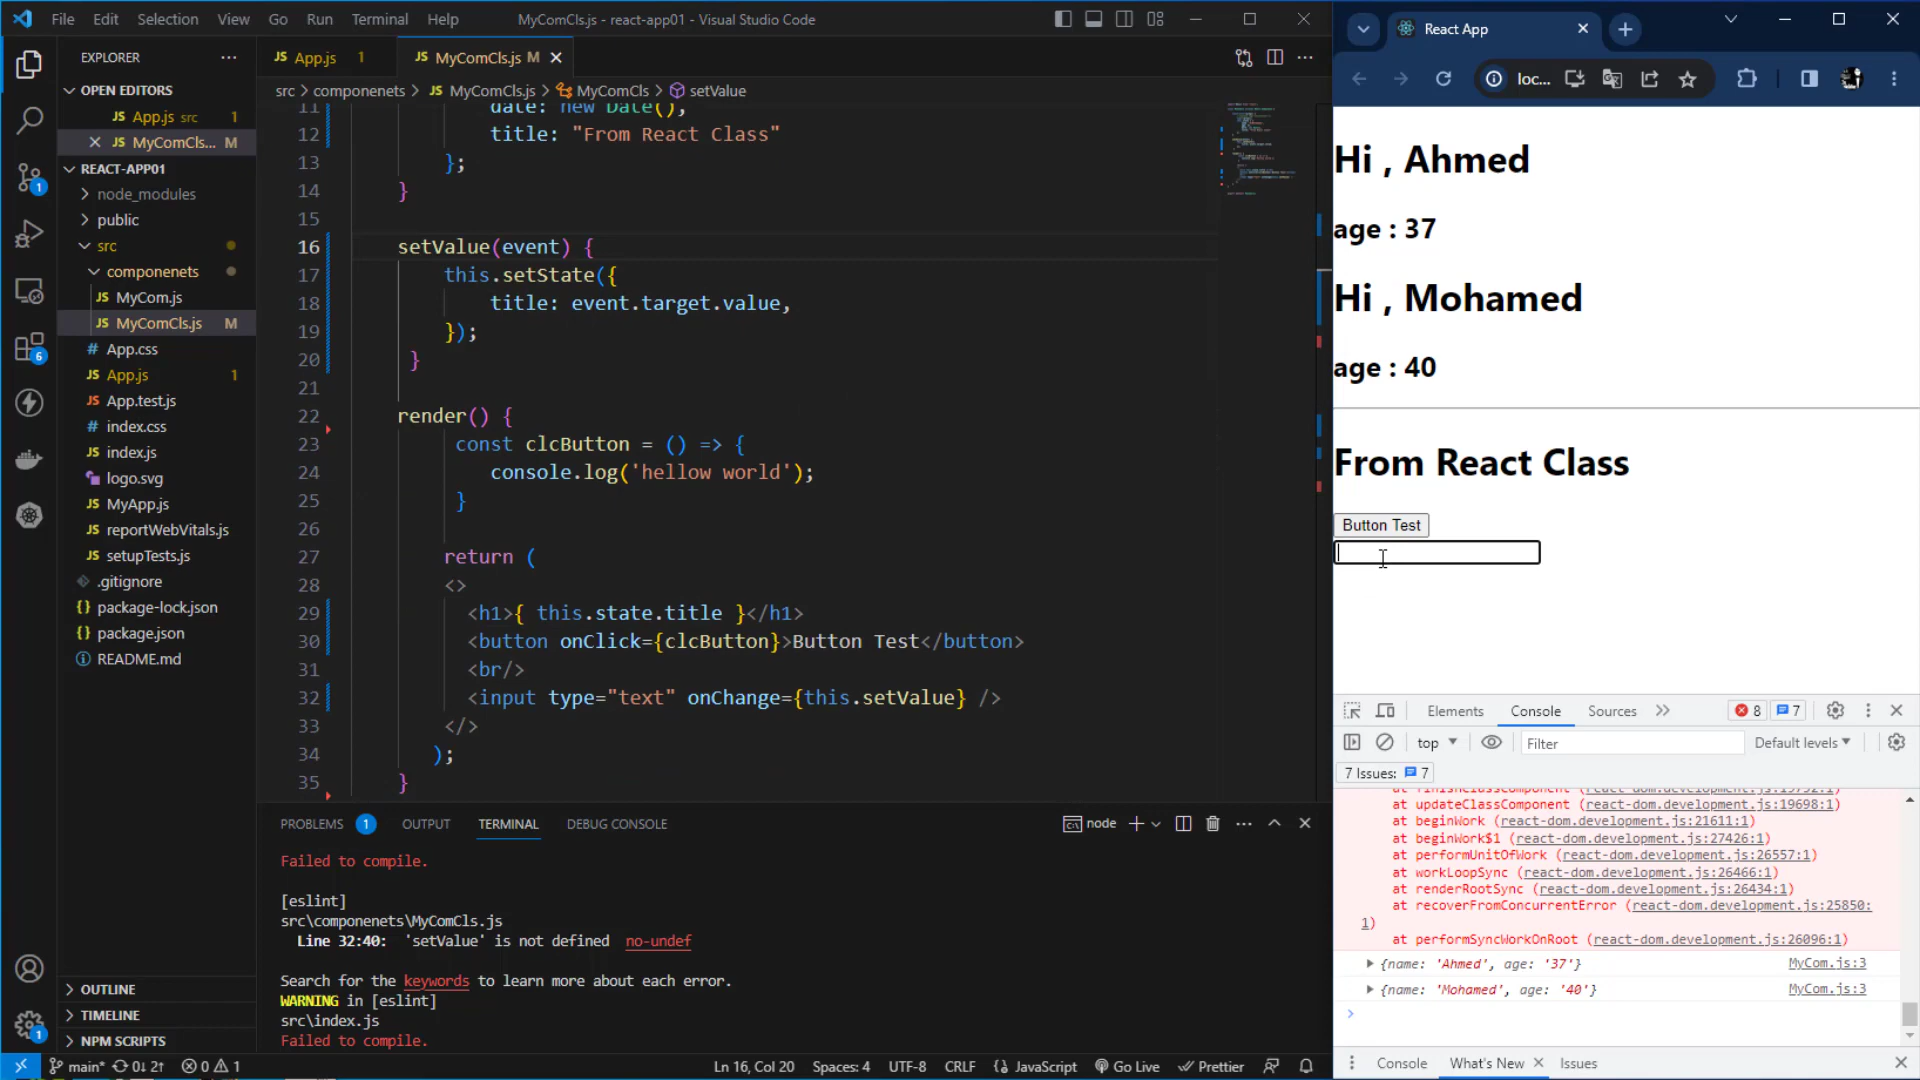 File Edit Selection View Go Run Terminal Help
MyComCls.js - react-app01 - Visual Studio Code
EXPLORER
OPEN EDITORS
App.js src 1
MyComCls... M
REACT-APP01
node_modules
public
src
componenets
MyCom.js
MyComCls.js M
App.css
App.js 1
App.test.js
index.css
index.js
logo.svg
MyApp.js
reportWebVitals.js
setupTests.js
.gitignore
package-lock.json
package.json
README.md
OUTLINE
TIMELINE
NPM SCRIPTS
JS App.js 1
JS MyComCls.js M
src > componenets > JS MyComCls.js > MyComCls > setValue
11 date: new Date(),
12 title: "From React Class"
13 };
14 }
15
16 setValue(event) {
17 this.setState({
18 title: event.target.value,
19 });
20 }
21
22 render() {
23 const clcButton = () => {
24 console.log('hellow world');
25 }
26
27 return (
28 <>
29 <h1>{ this.state.title }</h1>
30 <button onClick={clcButton}>Button Test</button>
31 <br/>
32 <input type="text" onChange={this.setValue} />
33 </>
34 );
35 }
PROBLEMS 1 OUTPUT TERMINAL DEBUG CONSOLE
node
Failed to compile.
[eslint]
src\componenets\MyComCls.js
Line 32:40: 'setValue' is not defined no-undef
Search for the keywords to learn more about each error.
WARNING in [eslint]
src\index.js
Failed to compile.
main* 0↓ 2↑ 0 1
Ln 16, Col 20 Spaces: 4 UTF-8 CRLF {} JavaScript Go Live Prettier
React App
loc...
Hi , Ahmed
age : 37
Hi , Mohamed
age : 40
From React Class
Button Test
Elements Console Sources 8 7
top Filter Default levels
7 Issues: 7
at finishClassComponent (react-dom.development.js:19752:1)
at updateClassComponent (react-dom.development.js:19698:1)
at beginWork (react-dom.development.js:21611:1)
at beginWork$1 (react-dom.development.js:27426:1)
at performUnitOfWork (react-dom.development.js:26557:1)
at workLoopSync (react-dom.development.js:26466:1)
at renderRootSync (react-dom.development.js:26434:1)
at recoverFromConcurrentError (react-dom.development.js:25850:
1)
at performSyncWorkOnRoot (react-dom.development.js:26096:1)
{name: 'Ahmed', age: '37'} MyCom.js:3
{name: 'Mohamed', age: '40'} MyCom.js:3
Console What's New Issues